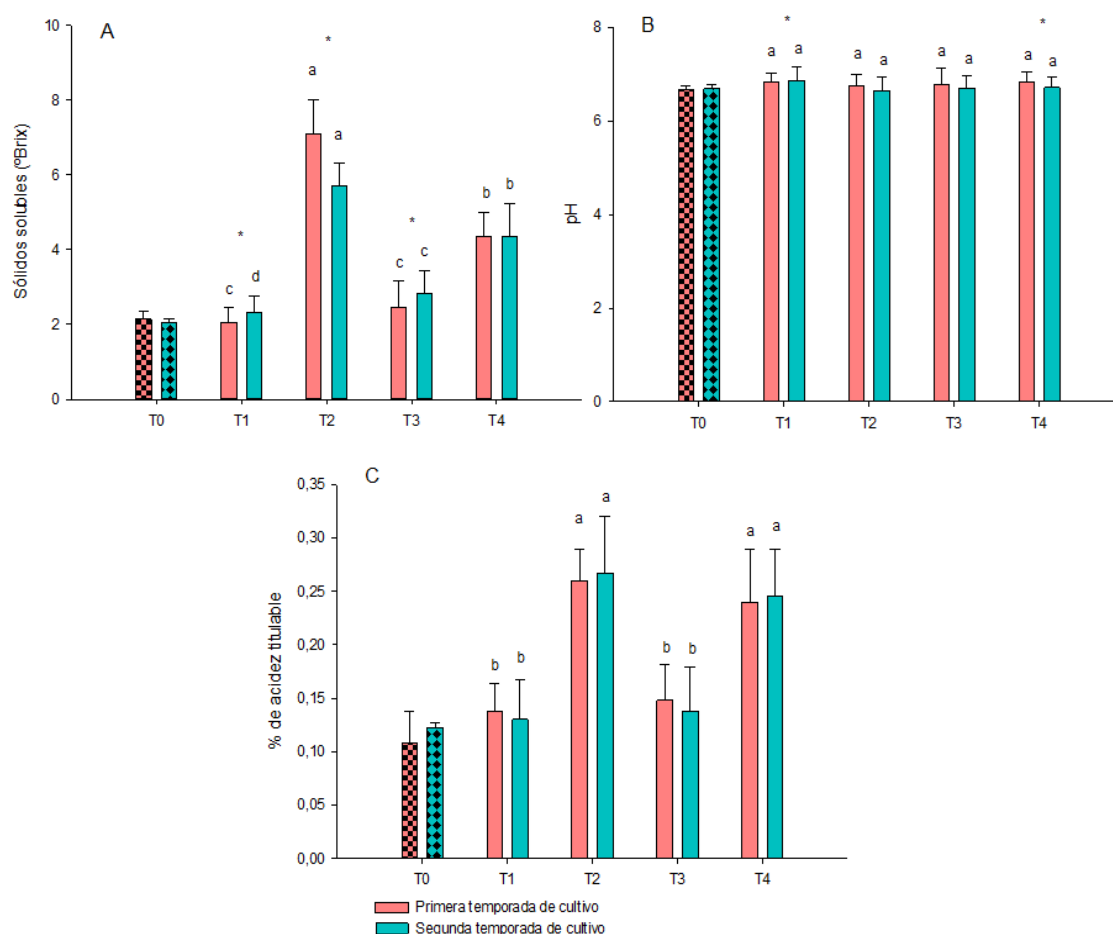 A
Sólidos solubles (ºBrix)
10
8
6
4
2
0
*
a
a
*
c
d
*
c
c
b
b
T0
T1
T2
T3
T4
B
pH
8
6
4
2
0
*
a
a
a
a
a
a
*
a
a
T0
T1
T2
T3
T4
C
% de acidez titulable
0,35
0,30
0,25
0,20
0,15
0,10
0,05
0,00
b
b
a
a
b
b
a
a
T0
T1
T2
T3
T4
Primera temporada de cultivo
Segunda temporada de cultivo